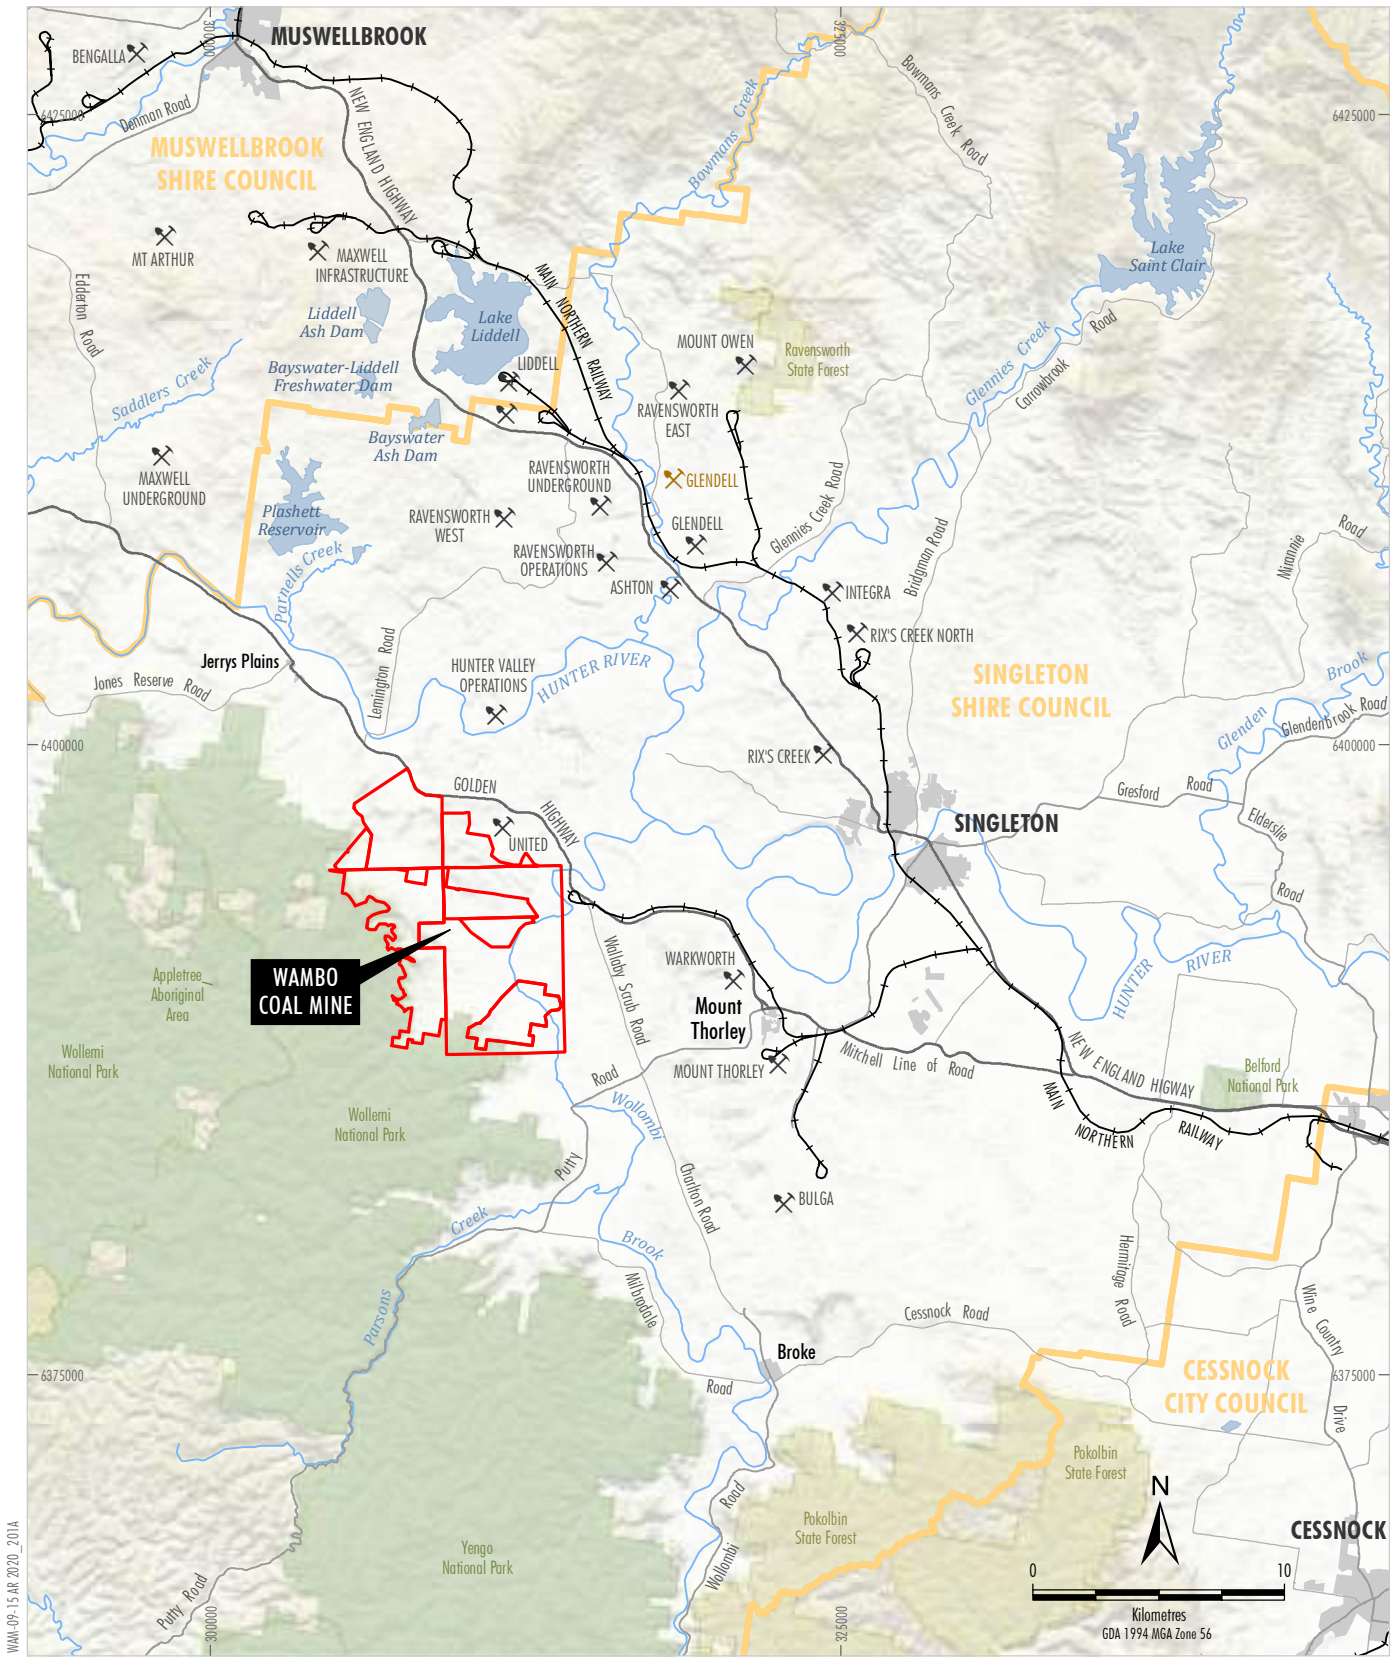 MUSWELLBROOK
BENGALLA
300000
325000
Denman Road
6425000
6425000
NEW ENGLAND HIGHWAY
Bowmans Creek
Bowmans Creek Road
MUSWELLBROOK
SHIRE COUNCIL
MT ARTHUR
MAXWELL
INFRASTRUCTURE
Lake
Saint Clair
Edderton Road
Liddell
Ash Dam
Lake
Liddell
MAIN NORTHERN RAILWAY
MOUNT OWEN
Ravensworth
State Forest
Glennies Creek
Road
Carrowbrook
Saddlers Creek
Bayswater-Liddell
Freshwater Dam
LIDDELL
RAVENSWORTH
EAST
Bayswater
Ash Dam
MAXWELL
UNDERGROUND
RAVENSWORTH
UNDERGROUND
GLENDELL
Plashett
Reservoir
RAVENSWORTH
WEST
GLENDELL
Glennies Creek Road
Bridgman Road
Road
Mirannie
Parnells Creek
RAVENSWORTH
OPERATIONS
ASHTON
INTEGRA
RIX'S CREEK NORTH
Jerrys Plains
Jones Reserve Road
Lemington Road
HUNTER VALLEY
OPERATIONS
HUNTER RIVER
SINGLETON
SHIRE COUNCIL
Brook
Glenden
Glendenbrook Road
6400000
6400000
RIX'S CREEK
GOLDEN
HIGHWAY
UNITED
Gresford Road
Elderslie
Road
SINGLETON
WAMBO
COAL MINE
Appletree
Aboriginal
Area
Wallaby Scrub Road
WARKWORTH
Mount
Thorley
HUNTER
RIVER
Wollemi
National Park
Wollemi
National Park
MOUNT THORLEY
Mitchell Line of Road
NEW ENGLAND HIGWAY
Belford
National Park
MAIN
NORTHERN
RAILWAY
Road
Putty
Wollombi
Brook
Charlton Road
BULGA
Creek
Parsons
Milbrodale
Road
Hermitage Road
Wine Country
Drive
Cessnock Road
Broke
6375000
6375000
CESSNOCK
CITY COUNCIL
Pokolbin
State Forest
Pokolbin
State Forest
CESSNOCK
Yengo
National Park
Putty Road
Road
Wollombi
N
0
10
Kilometres
GDA 1994 MGA Zone 56
300000
325000
WAM-09-15 AR 2020_201A